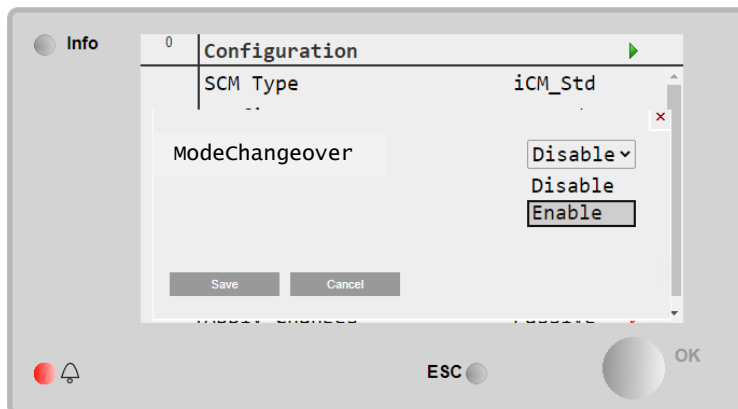 Info
0
Configuration
SCM Type iCM_Std
×
ModeChangeover Disable
Disable
Enable
Save Cancel
ESC
OK